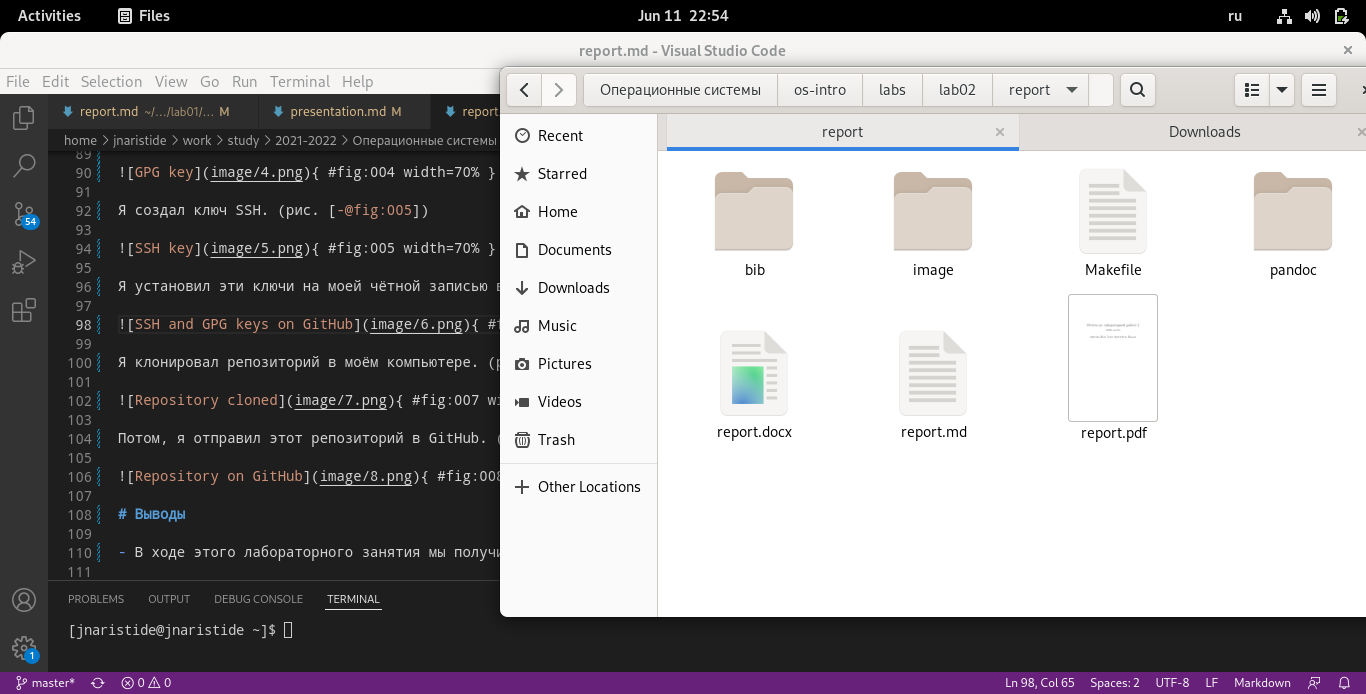 Activities Files Jun 11 22:54 ru
report.md - Visual Studio Code
File Edit Selection View Go Run Terminal Help
report.md ~/.../lab01/... M presentation.md M report
home > jnaristide > work > study > 2021-2022 > Операционные системы
89
90 ![GPG key](image/4.png){ #fig:004 width=70% }
91
92 Я создал ключ SSH. (рис. [-@fig:005])
93
94 ![SSH key](image/5.png){ #fig:005 width=70% }
95
96 Я установил эти ключи на моей чётной записью
97
98 ![SSH and GPG keys on GitHub](image/6.png){ #
99
100 Я клонировал репозиторий в моём компьютере. (
101
102 ![Repository cloned](image/7.png){ #fig:007 wi
103
104 Потом, я отправил этот репозиторий в GitHub. (
105
106 ![Repository on GitHub](image/8.png){ #fig:008
107
108 # Выводы
109
110 - В ходе этого лабораторного занятия мы получи
111
54
1
PROBLEMS OUTPUT DEBUG CONSOLE TERMINAL
[jnaristide@jnaristide ~]$
master* 0 0 Ln 98, Col 65 Spaces: 2 UTF-8 LF Markdown
Операционные системы os-intro labs lab02 report
Recent
Starred
Home
Documents
Downloads
Music
Pictures
Videos
Trash
Other Locations
report Downloads
bib image Makefile pandoc
report.docx report.md report.pdf